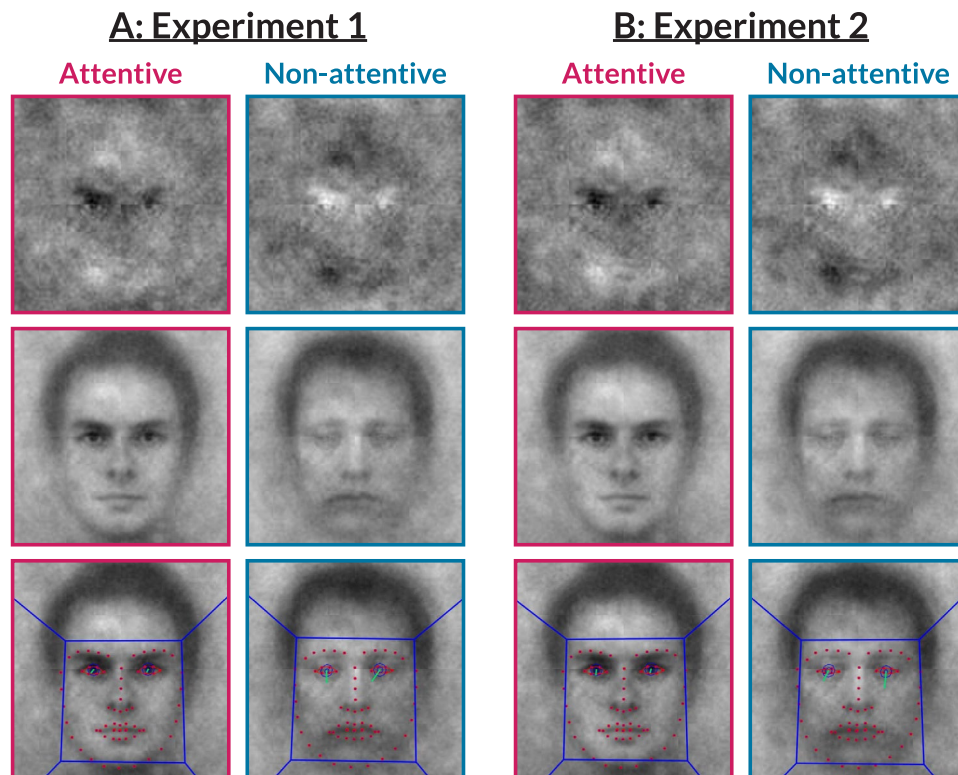 A: Experiment 1
B: Experiment 2
Attentive
Non-attentive
Attentive
Non-attentive